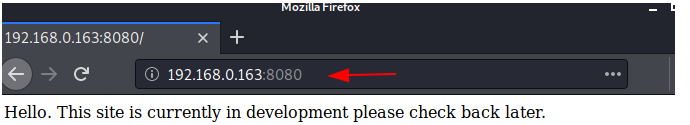 Mozilla Firefox
192.168.0.163:8080/
192.168.0.163:8080
Hello. This site is currently in development please check back later.